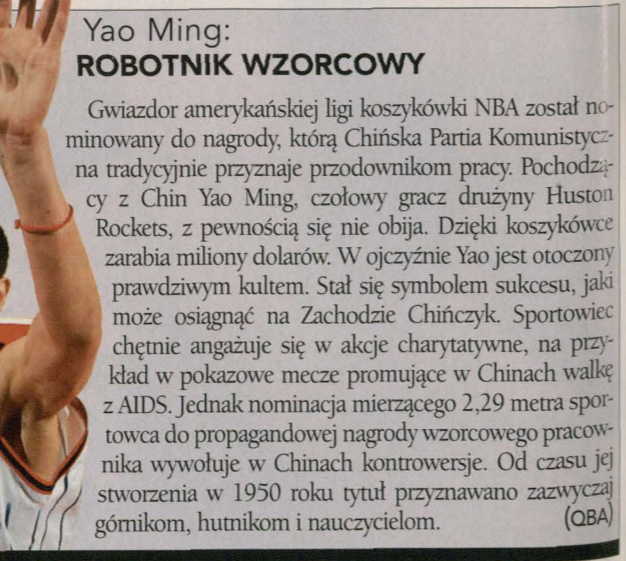 Yao Ming:
ROBOTNIK WZORCOWY
Gwiazdor amerykańskiej ligi koszykówki NBA został no-
minowany do nagrody, którą Chińska Partia Komunistycz-
na tradycyjnie przyznaje przodownikom pracy. Pochodzą-
cy z Chin Yao Ming, czołowy gracz drużyny Huston
Rockets, z pewnością się nie obija. Dzięki koszykówce
zarabia miliony dolarów. W ojczyźnie Yao jest otoczony
prawdziwym kultem. Stał się symbolem sukcesu, jaki
może osiągnąć na Zachodzie Chińczyk. Sportowiec
chętnie angażuje się w akcje charytatywne, na przy-
kład w pokazowe mecze promujące w Chinach walkę
z AIDS. Jednak nominacja mierzącego 2,29 metra spor-
towca do propagandowej nagrody wzorcowego pracow-
nika wywołuje w Chinach kontrowersje. Od czasu jej
stworzenia w 1950 roku tytuł przyznawano zazwyczaj
górnikom, hutnikom i nauczycielom. (QBA)